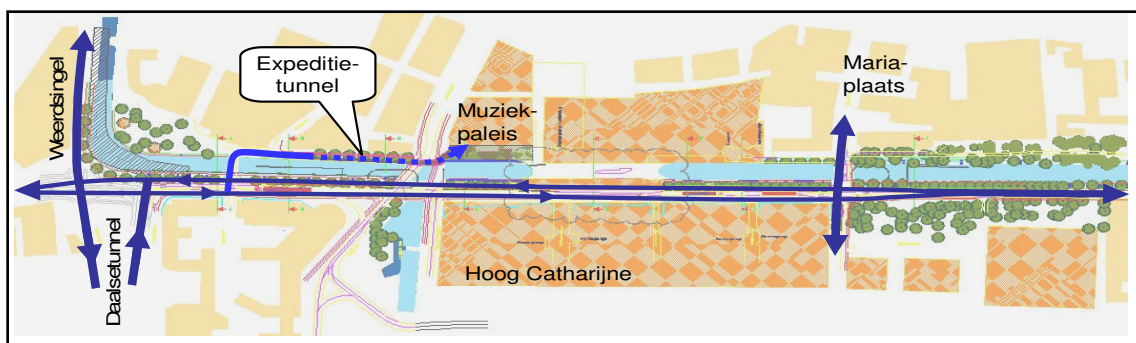 Weerdsingel
Expeditie-
tunnel
Muziek-
paleis
Maria-
plaats
Daalsetunnel
Hoog Catharijne